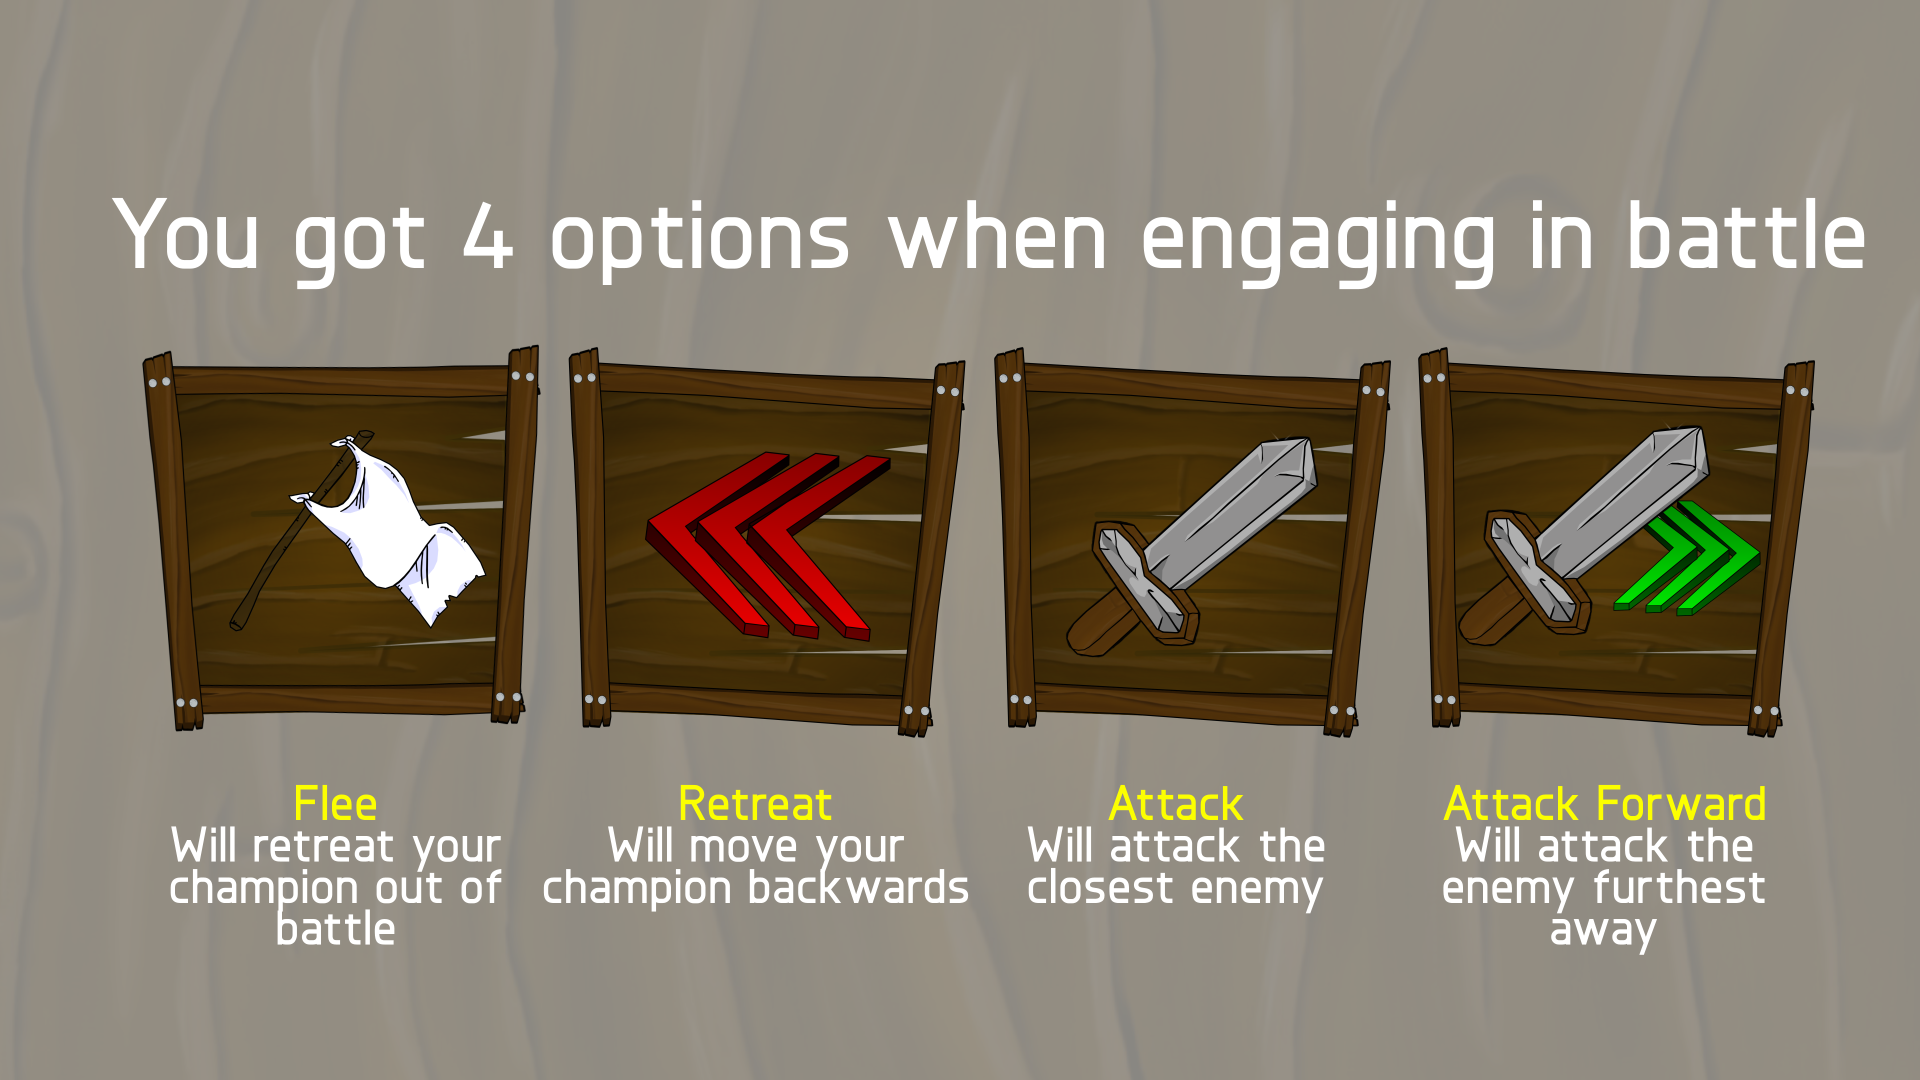 You got 4 options when engaging in battle
Flee
Will retreat your
champion out of
battle
Retreat
Will move your
champion backwards
Attack
Will attack the
closest enemy
Attack Forward
Will attack the
enemy furthest
away